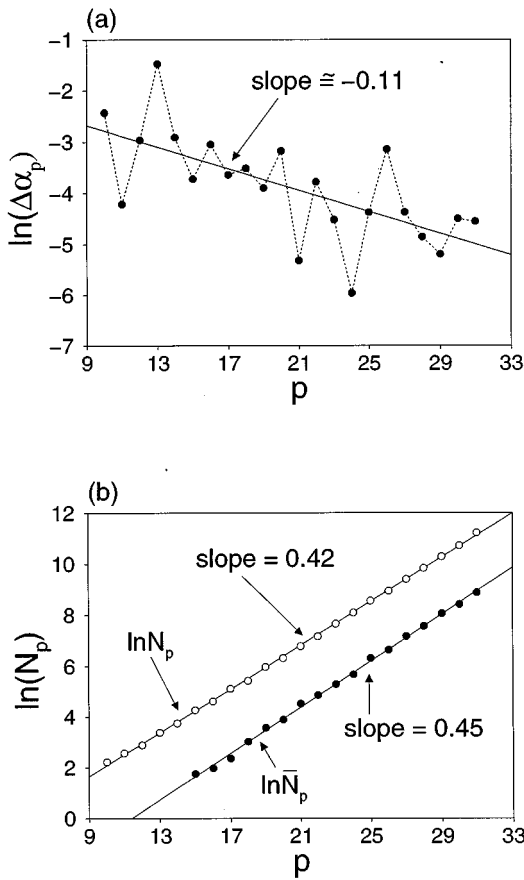 (a)
−1
−2
−3
−4
−5
−6
−7
ln(Δα_p)
slope ≅ −0.11
9 13 17 21 25 29 33
p
(b)
12
10
8
6
4
2
0
ln(N_p)
slope = 0.42
lnN_p
slope = 0.45
lnN̄_p
9 13 17 21 25 29 33
p